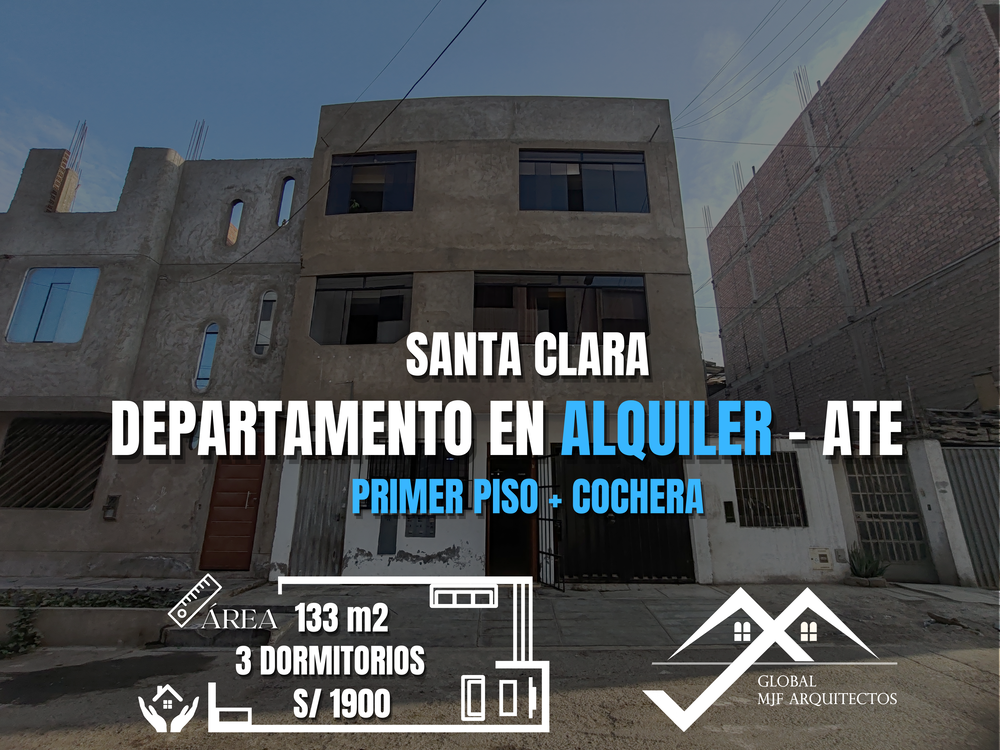 SANTA CLARA
DEPARTAMENTO EN ALQUILER - ATE
PRIMER PISO + COCHERA
ÁREA 133 m2
3 DORMITORIOS
S/ 1900
GLOBAL
MJF ARQUITECTOS